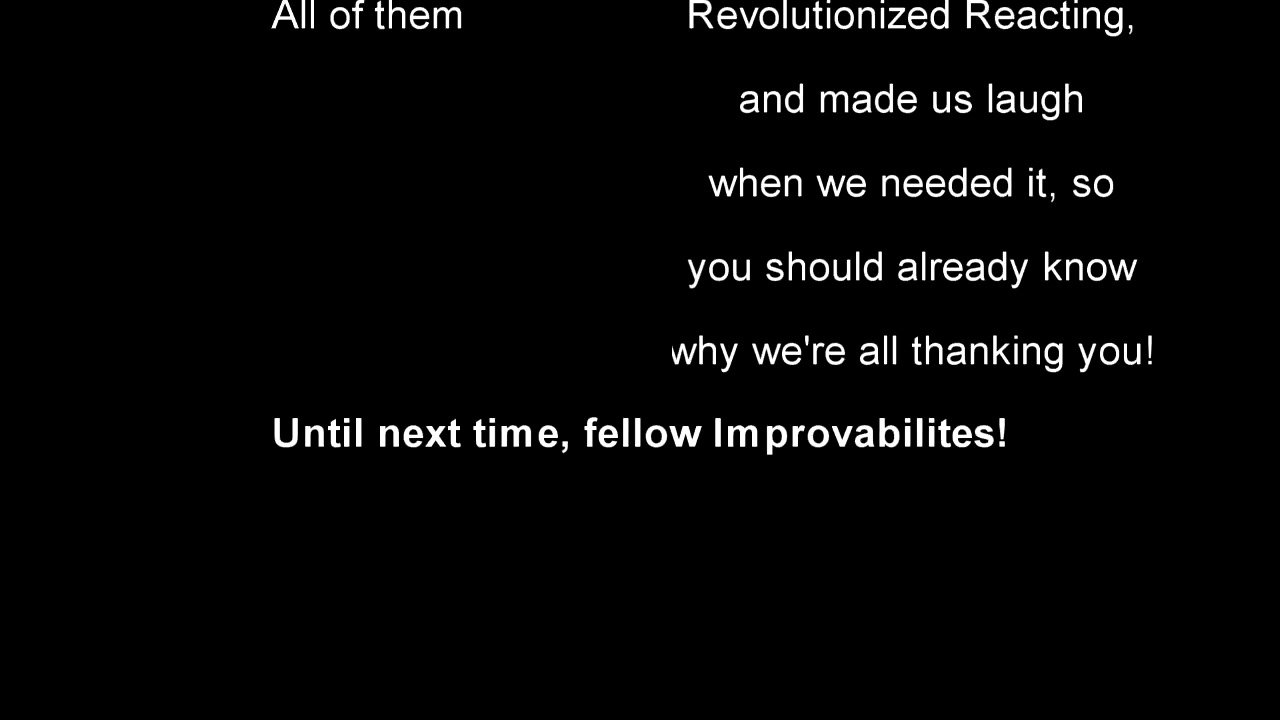 All of them Revolutionized Reacting,
and made us laugh
when we needed it, so
you should already know
why we're all thanking you!
Until next time, fellow Improvabilites!